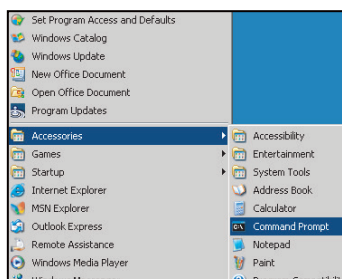 Set Program Access and Defaults
Windows Catalog
Windows Update
New Office Document
Open Office Document
Program Updates
Accessories
Games
Startup
Internet Explorer
MSN Explorer
Outlook Express
Remote Assistance
Windows Media Player
Accessibility
Entertainment
System Tools
Address Book
Calculator
Command Prompt
Notepad
Paint